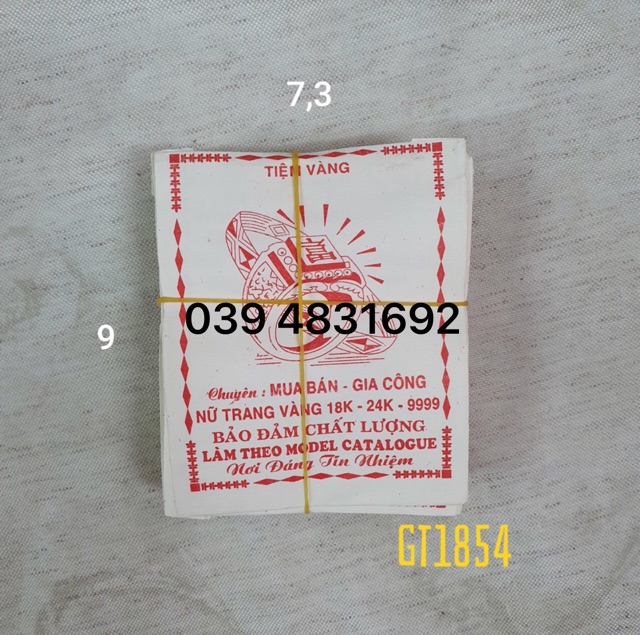 7,3
TIỆM VÀNG
9
039 4831692
Chuyên : MUA BÁN - GIA CÔNG
NỮ TRANG VÀNG 18K - 24K - 9999
BẢO ĐẢM CHẤT LƯỢNG
LÀM THEO MODEL CATALOGUE
Nơi Đáng Tín Nhiệm
GT1854